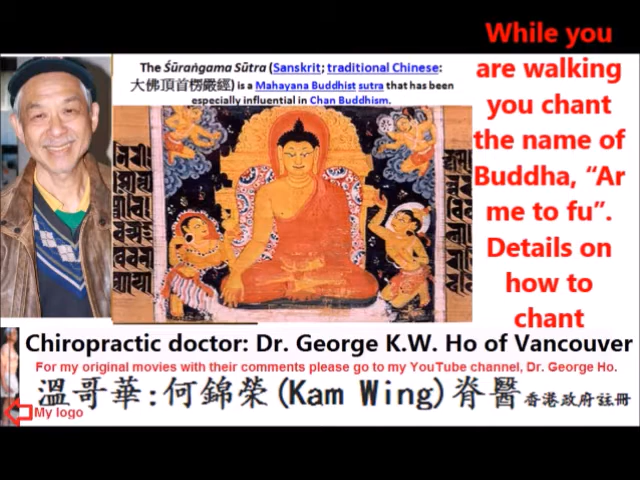 The Śūraṅgama Sūtra (Sanskrit; traditional Chinese:
大佛頂首楞嚴經) is a Mahayana Buddhist sutra that has been
especially influential in Chan Buddhism.
While you
are walking
you chant
the name of
Buddha, “Ar
me to fu”.
Details on
how to
chant
Chiropractic doctor: Dr. George K.W. Ho of Vancouver
For my original movies with their comments please go to my YouTube channel, Dr. George Ho.
溫哥華:何錦榮(Kam Wing)脊醫香港政府註冊
My logo